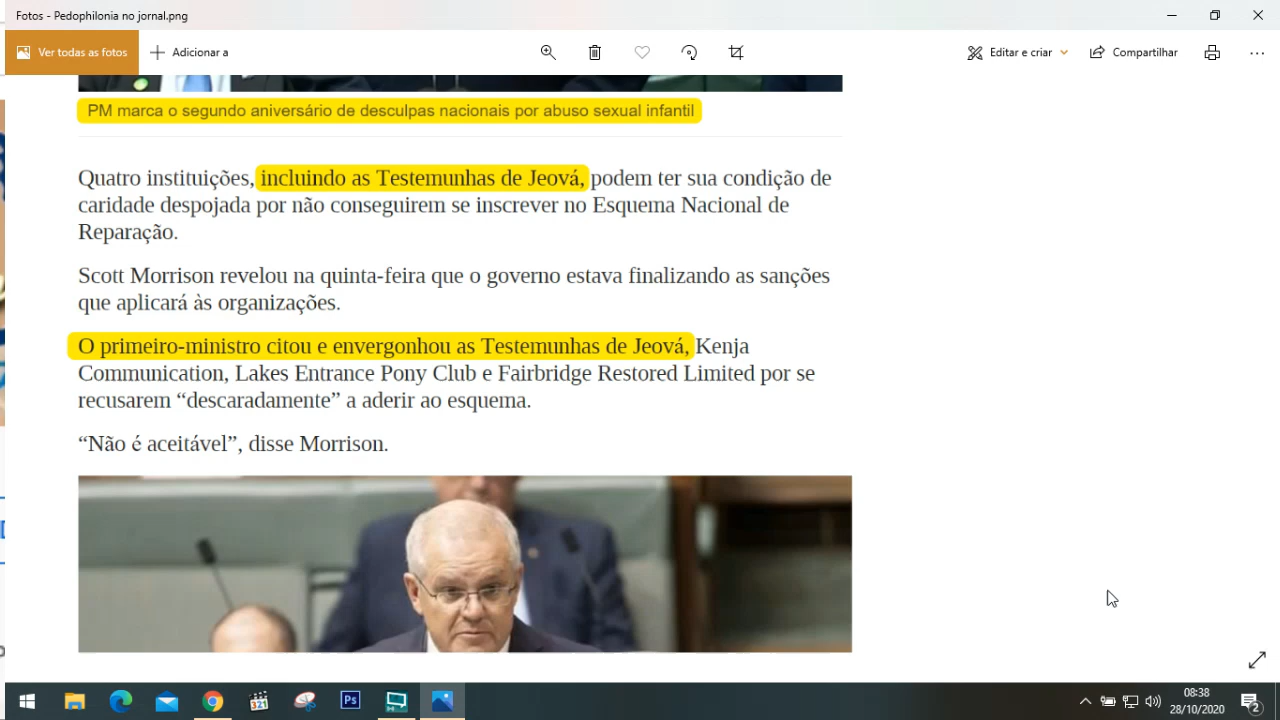 Fotos - Pedophilonia no jornal.png
Ver todas as fotos
Adicionar a
Editar e criar
Compartilhar
PM marca o segundo aniversário de desculpas nacionais por abuso sexual infantil
Quatro instituições, incluindo as Testemunhas de Jeová, podem ter sua condição de
caridade despojada por não conseguirem se inscrever no Esquema Nacional de
Reparação.
Scott Morrison revelou na quinta-feira que o governo estava finalizando as sanções
que aplicará às organizações.
O primeiro-ministro citou e envergonhou as Testemunhas de Jeová, Kenja
Communication, Lakes Entrance Pony Club e Fairbridge Restored Limited por se
recusarem “descaradamente” a aderir ao esquema.
“Não é aceitável”, disse Morrison.
321
Ps
08:38
28/10/2020
2